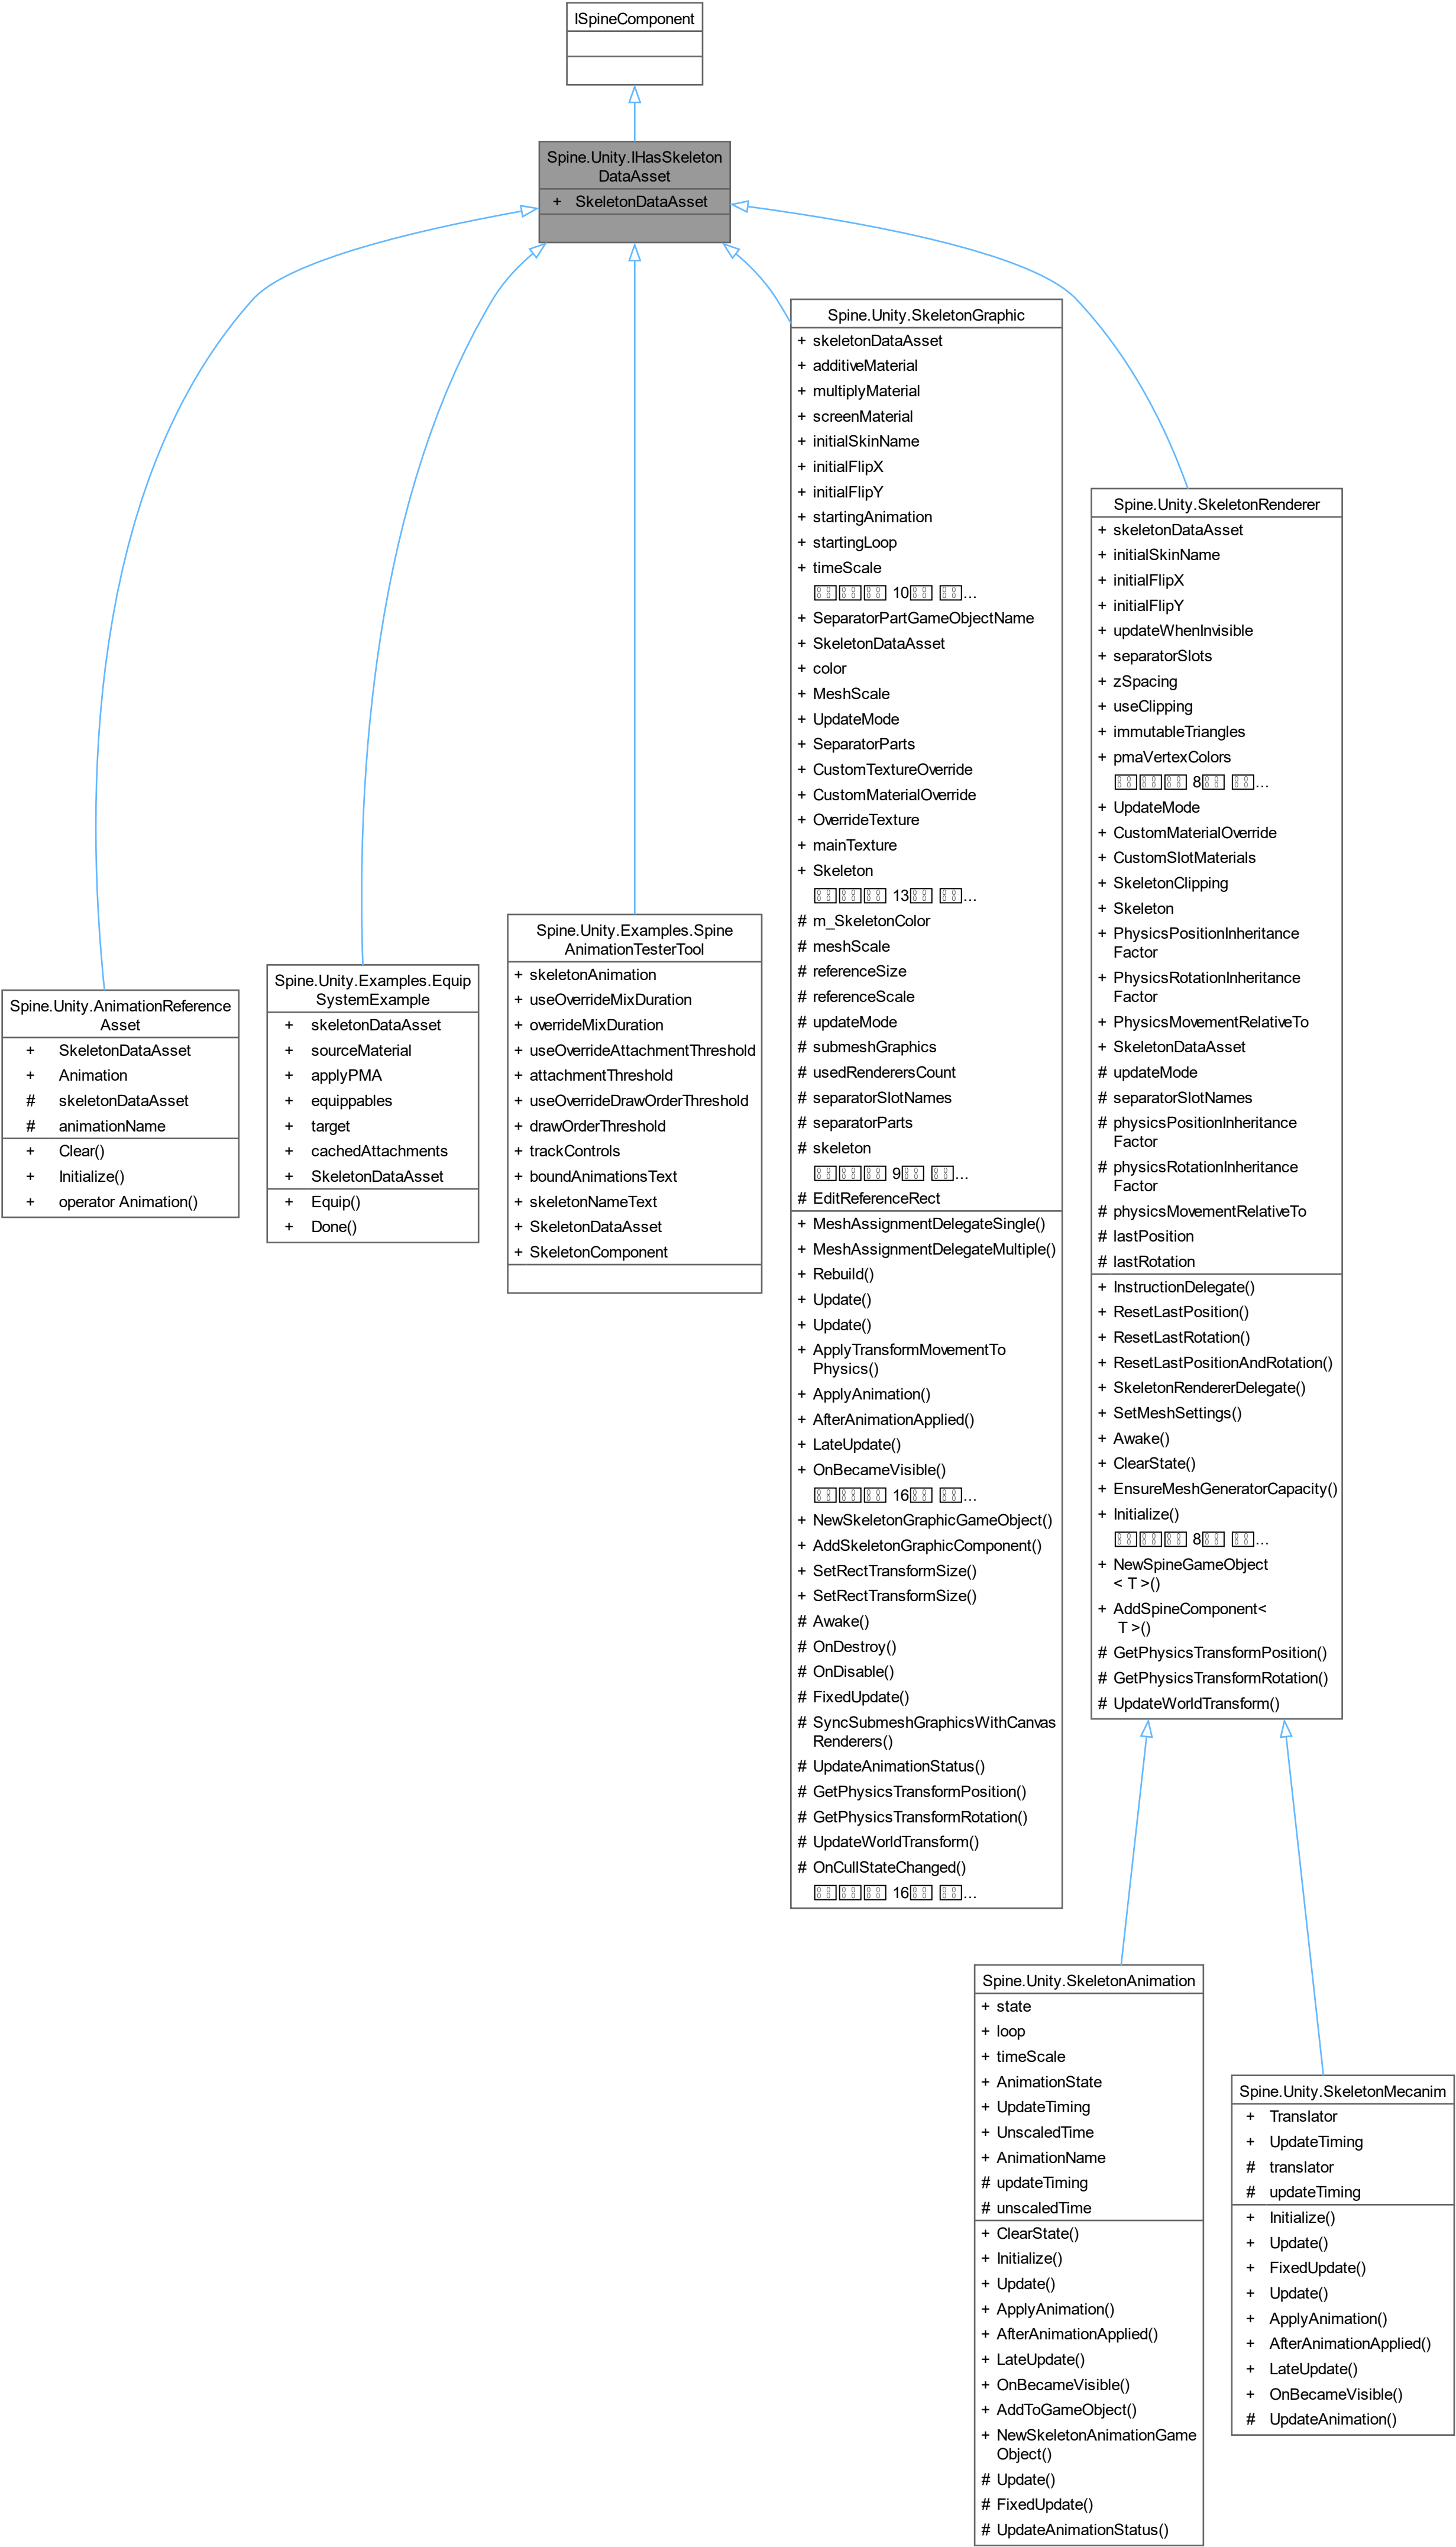 ISpineComponent
Spine.Unity.IHasSkeleton
DataAsset
+ SkeletonDataAsset
Spine.Unity.AnimationReference
Asset
+ SkeletonDataAsset
+ Animation
# skeletonDataAsset
# animationName
+ Clear()
+ Initialize()
+ operator Animation()
Spine.Unity.Examples.Equip
SystemExample
+ skeletonDataAsset
+ sourceMaterial
+ applyPMA
+ equippables
+ target
+ cachedAttachments
+ SkeletonDataAsset
+ Equip()
+ Done()
Spine.Unity.Examples.Spine
AnimationTesterTool
+ skeletonAnimation
+ useOverrideMixDuration
+ overrideMixDuration
+ useOverrideAttachmentThreshold
+ attachmentThreshold
+ useOverrideDrawOrderThreshold
+ drawOrderThreshold
+ trackControls
+ boundAnimationsText
+ skeletonNameText
+ SkeletonDataAsset
+ SkeletonComponent
Spine.Unity.SkeletonGraphic
+ skeletonDataAsset
+ additiveMaterial
+ multiplyMaterial
+ screenMaterial
+ initialSkinName
+ initialFlipX
+ initialFlipY
+ startingAnimation
+ startingLoop
+ timeScale
10 ...
+ SeparatorPartGameObjectName
+ SkeletonDataAsset
+ color
+ MeshScale
+ UpdateMode
+ SeparatorParts
+ CustomTextureOverride
+ CustomMaterialOverride
+ OverrideTexture
+ mainTexture
+ Skeleton
13 ...
# m_SkeletonColor
# meshScale
# referenceSize
# referenceScale
# updateMode
# submeshGraphics
# usedRenderersCount
# separatorSlotNames
# separatorParts
# skeleton
9 ...
# EditReferenceRect
+ MeshAssignmentDelegateSingle()
+ MeshAssignmentDelegateMultiple()
+ Rebuild()
+ Update()
+ Update()
+ ApplyTransformMovementTo
Physics()
+ ApplyAnimation()
+ AfterAnimationApplied()
+ LateUpdate()
+ OnBecameVisible()
16 ...
+ NewSkeletonGraphicGameObject()
+ AddSkeletonGraphicComponent()
+ SetRectTransformSize()
+ SetRectTransformSize()
# Awake()
# OnDestroy()
# OnDisable()
# FixedUpdate()
# SyncSubmeshGraphicsWithCanvas
Renderers()
# UpdateAnimationStatus()
# GetPhysicsTransformPosition()
# GetPhysicsTransformRotation()
# UpdateWorldTransform()
# OnCullStateChanged()
16 ...
Spine.Unity.SkeletonRenderer
+ skeletonDataAsset
+ initialSkinName
+ initialFlipX
+ initialFlipY
+ updateWhenInvisible
+ separatorSlots
+ zSpacing
+ useClipping
+ immutableTriangles
+ pmaVertexColors
8 ...
+ UpdateMode
+ CustomMaterialOverride
+ CustomSlotMaterials
+ SkeletonClipping
+ Skeleton
+ PhysicsPositionInheritance
Factor
+ PhysicsRotationInheritance
Factor
+ PhysicsMovementRelativeTo
+ SkeletonDataAsset
# updateMode
# separatorSlotNames
# physicsPositionInheritance
Factor
# physicsRotationInheritance
Factor
# physicsMovementRelativeTo
# lastPosition
# lastRotation
+ InstructionDelegate()
+ ResetLastPosition()
+ ResetLastRotation()
+ ResetLastPositionAndRotation()
+ SkeletonRendererDelegate()
+ SetMeshSettings()
+ Awake()
+ ClearState()
+ EnsureMeshGeneratorCapacity()
+ Initialize()
8 ...
+ NewSpineGameObject
< T >()
+ AddSpineComponent<
T >()
# GetPhysicsTransformPosition()
# GetPhysicsTransformRotation()
# UpdateWorldTransform()
Spine.Unity.SkeletonAnimation
+ state
+ loop
+ timeScale
+ AnimationState
+ UpdateTiming
+ UnscaledTime
+ AnimationName
# updateTiming
# unscaledTime
+ ClearState()
+ Initialize()
+ Update()
+ ApplyAnimation()
+ AfterAnimationApplied()
+ LateUpdate()
+ OnBecameVisible()
+ AddToGameObject()
+ NewSkeletonAnimationGame
Object()
# Update()
# FixedUpdate()
# UpdateAnimationStatus()
Spine.Unity.SkeletonMecanim
+ Translator
+ UpdateTiming
# translator
# updateTiming
+ Initialize()
+ Update()
+ FixedUpdate()
+ Update()
+ ApplyAnimation()
+ AfterAnimationApplied()
+ LateUpdate()
+ OnBecameVisible()
# UpdateAnimation()